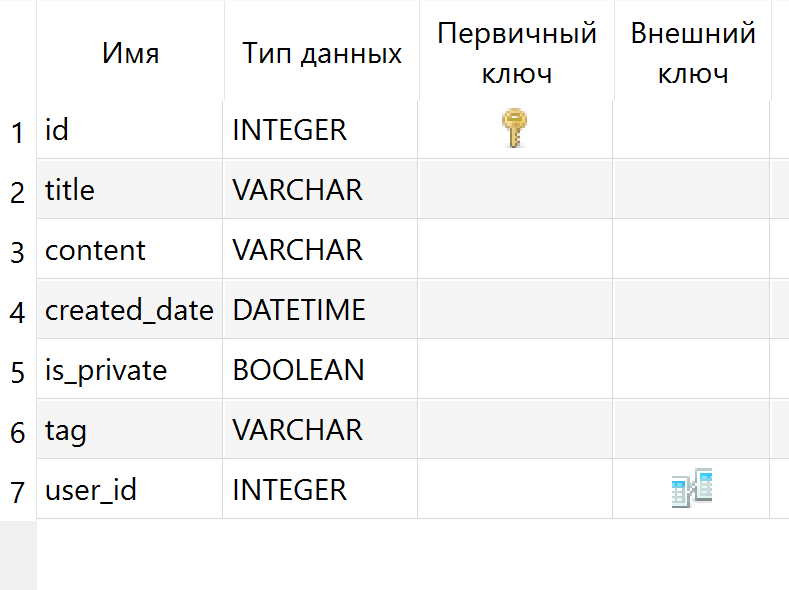 Имя Тип данных Первичный ключ Внешний ключ
1 id INTEGER
2 title VARCHAR
3 content VARCHAR
4 created_date DATETIME
5 is_private BOOLEAN
6 tag VARCHAR
7 user_id INTEGER